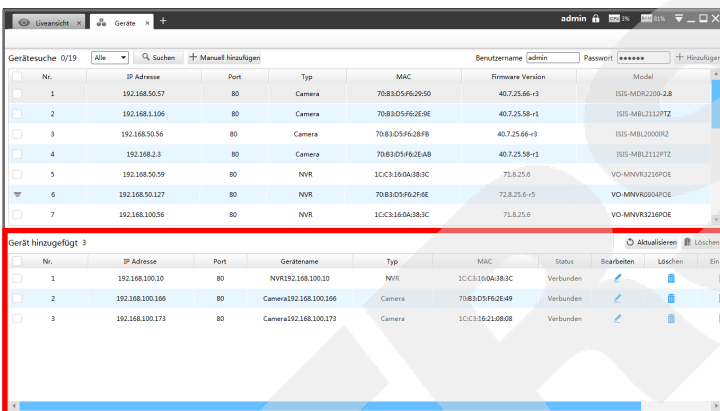 Liveansicht × Geräte × + admin CPU 3% MEM 81%
Gerätesuche 0/19 Alle Suchen + Manuell hinzufügen Benutzername admin Passwort ●●●●●● + Hinzufügen
Nr. IP Adresse Port Typ MAC Firmware Version Model
1 192.168.50.57 80 Camera 70:B3:D5:F6:29:50 40.7.25.66-r3 ISIS-MDR2200-2.8
2 192.168.1.106 80 Camera 70:B3:D5:F6:2E:9E 40.7.25.58-r1 ISIS-MBL2112PTZ
3 192.168.50.56 80 Camera 70:B3:D5:F6:28:FB 40.7.25.66-r3 ISIS-MBL2000IRZ
4 192.168.2.3 80 Camera 70:B3:D5:F6:2E:AB 40.7.25.58-r1 ISIS-MBL2112PTZ
5 192.168.50.59 80 NVR 1C:C3:16:0A:38:3C 71.8.25.6 VO-MNVR3216POE
6 192.168.50.127 80 NVR 70:B3:D5:F6:2F:6E 72.8.25.6-r5 VO-MNVR0904POE
7 192.168.100.56 80 NVR 1C:C3:16:0A:38:3C 71.8.25.6 VO-MNVR3216POE
Gerät hinzugefügt 3 Aktualisieren Löschen
Nr. IP Adresse Port Gerätename Typ MAC Status Bearbeiten Löschen Ein
1 192.168.100.10 80 NVR192.168.100.10 NVR 1C:C3:16:0A:38:3C Verbunden
2 192.168.100.166 80 Camera192.168.100.166 Camera 70:B3:D5:F6:2E:49 Verbunden
3 192.168.100.173 80 Camera192.168.100.173 Camera 1C:C3:16:21:08:08 Verbunden